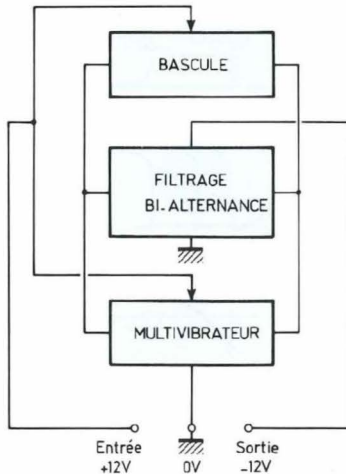 BASCULE
FILTRAGE
BI-ALTERNANCE
MULTIVIBRATEUR
Entrée
+12V
0V
Sortie
-12V